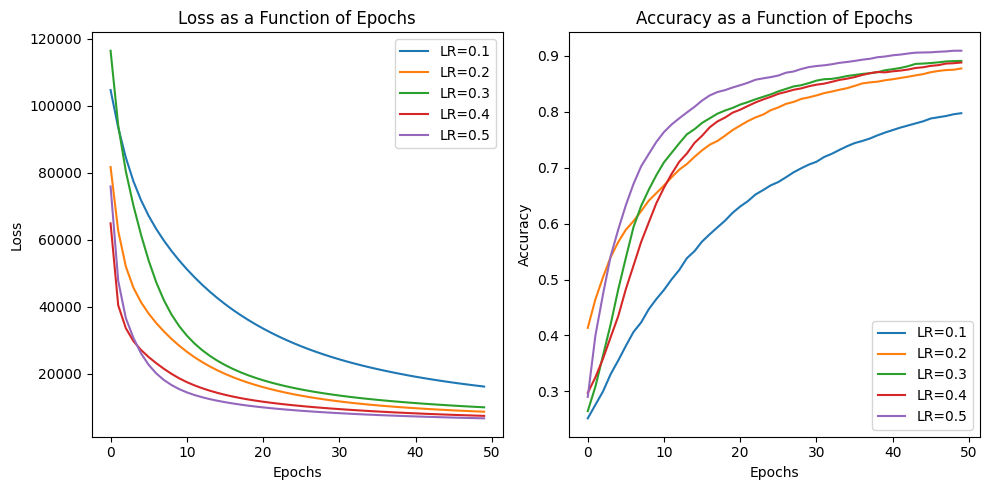 Loss as a Function of Epochs
120000
100000
80000
60000
40000
20000
Loss
0
10
20
30
40
50
Epochs
LR=0.1
LR=0.2
LR=0.3
LR=0.4
LR=0.5
Accuracy as a Function of Epochs
0.9
0.8
0.7
0.6
0.5
0.4
0.3
Accuracy
0
10
20
30
40
50
Epochs
LR=0.1
LR=0.2
LR=0.3
LR=0.4
LR=0.5